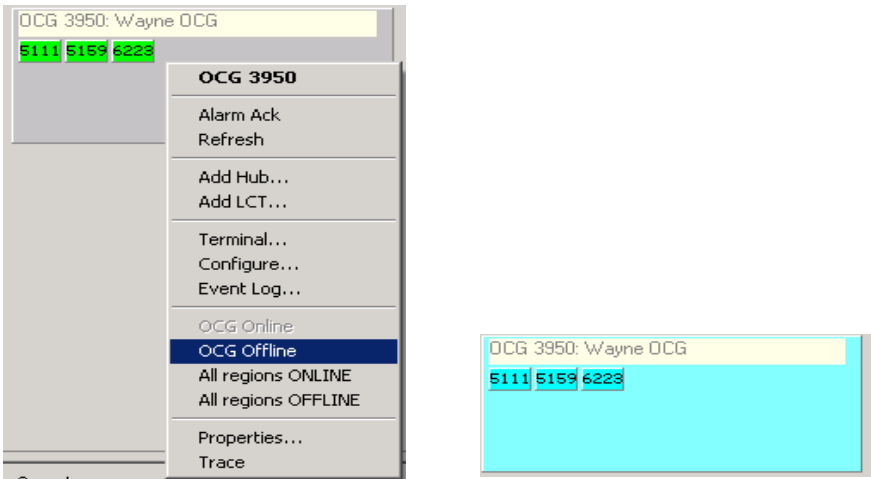 OCG 3950: Wayne OCG
5111 5159 6223
OCG 3950
Alarm Ack
Refresh
Add Hub...
Add LCT...
Terminal...
Configure...
Event Log...
OCG Online
OCG Offline
All regions ONLINE
All regions OFFLINE
Properties...
Trace
OCG 3950: Wayne OCG
5111 5159 6223